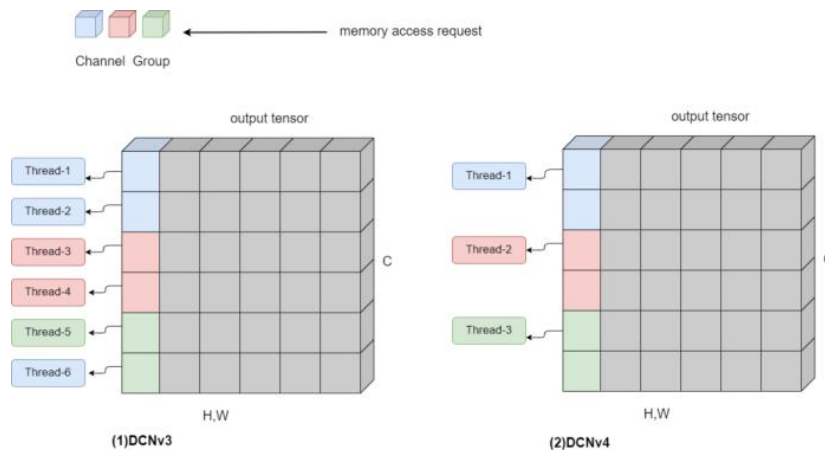 memory access request
Channel Group
output tensor
Thread-1
Thread-2
Thread-3
Thread-4
Thread-5
Thread-6
C
H,W
(1)DCNv3
output tensor
Thread-1
Thread-2
Thread-3
H,W
(2)DCNv4